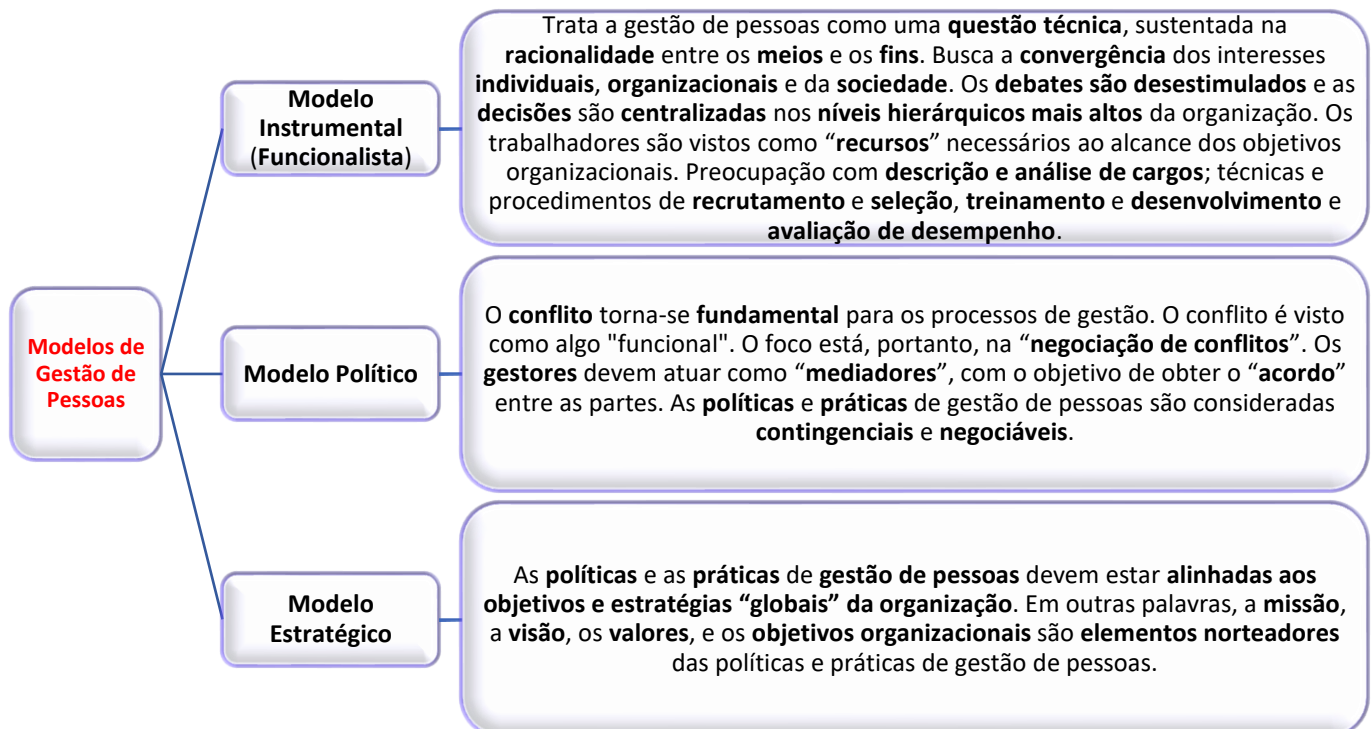 Modelos de
Gestão de
Pessoas
Modelo
Instrumental
(Funcionalista)
Trata a gestão de pessoas como uma questão técnica, sustentada na
racionalidade entre os meios e os fins. Busca a convergência dos interesses
individuais, organizacionais e da sociedade. Os debates são desestimulados e as
decisões são centralizadas nos níveis hierárquicos mais altos da organização. Os
trabalhadores são vistos como “recursos” necessários ao alcance dos objetivos
organizacionais. Preocupação com descrição e análise de cargos; técnicas e
procedimentos de recrutamento e seleção, treinamento e desenvolvimento e
avaliação de desempenho.
Modelo Político
O conflito torna-se fundamental para os processos de gestão. O conflito é visto
como algo "funcional". O foco está, portanto, na “negociação de conflitos”. Os
gestores devem atuar como “mediadores”, com o objetivo de obter o “acordo”
entre as partes. As políticas e práticas de gestão de pessoas são consideradas
contingenciais e negociáveis.
Modelo
Estratégico
As políticas e as práticas de gestão de pessoas devem estar alinhadas aos
objetivos e estratégias “globais” da organização. Em outras palavras, a missão,
a visão, os valores, e os objetivos organizacionais são elementos norteadores
das políticas e práticas de gestão de pessoas.